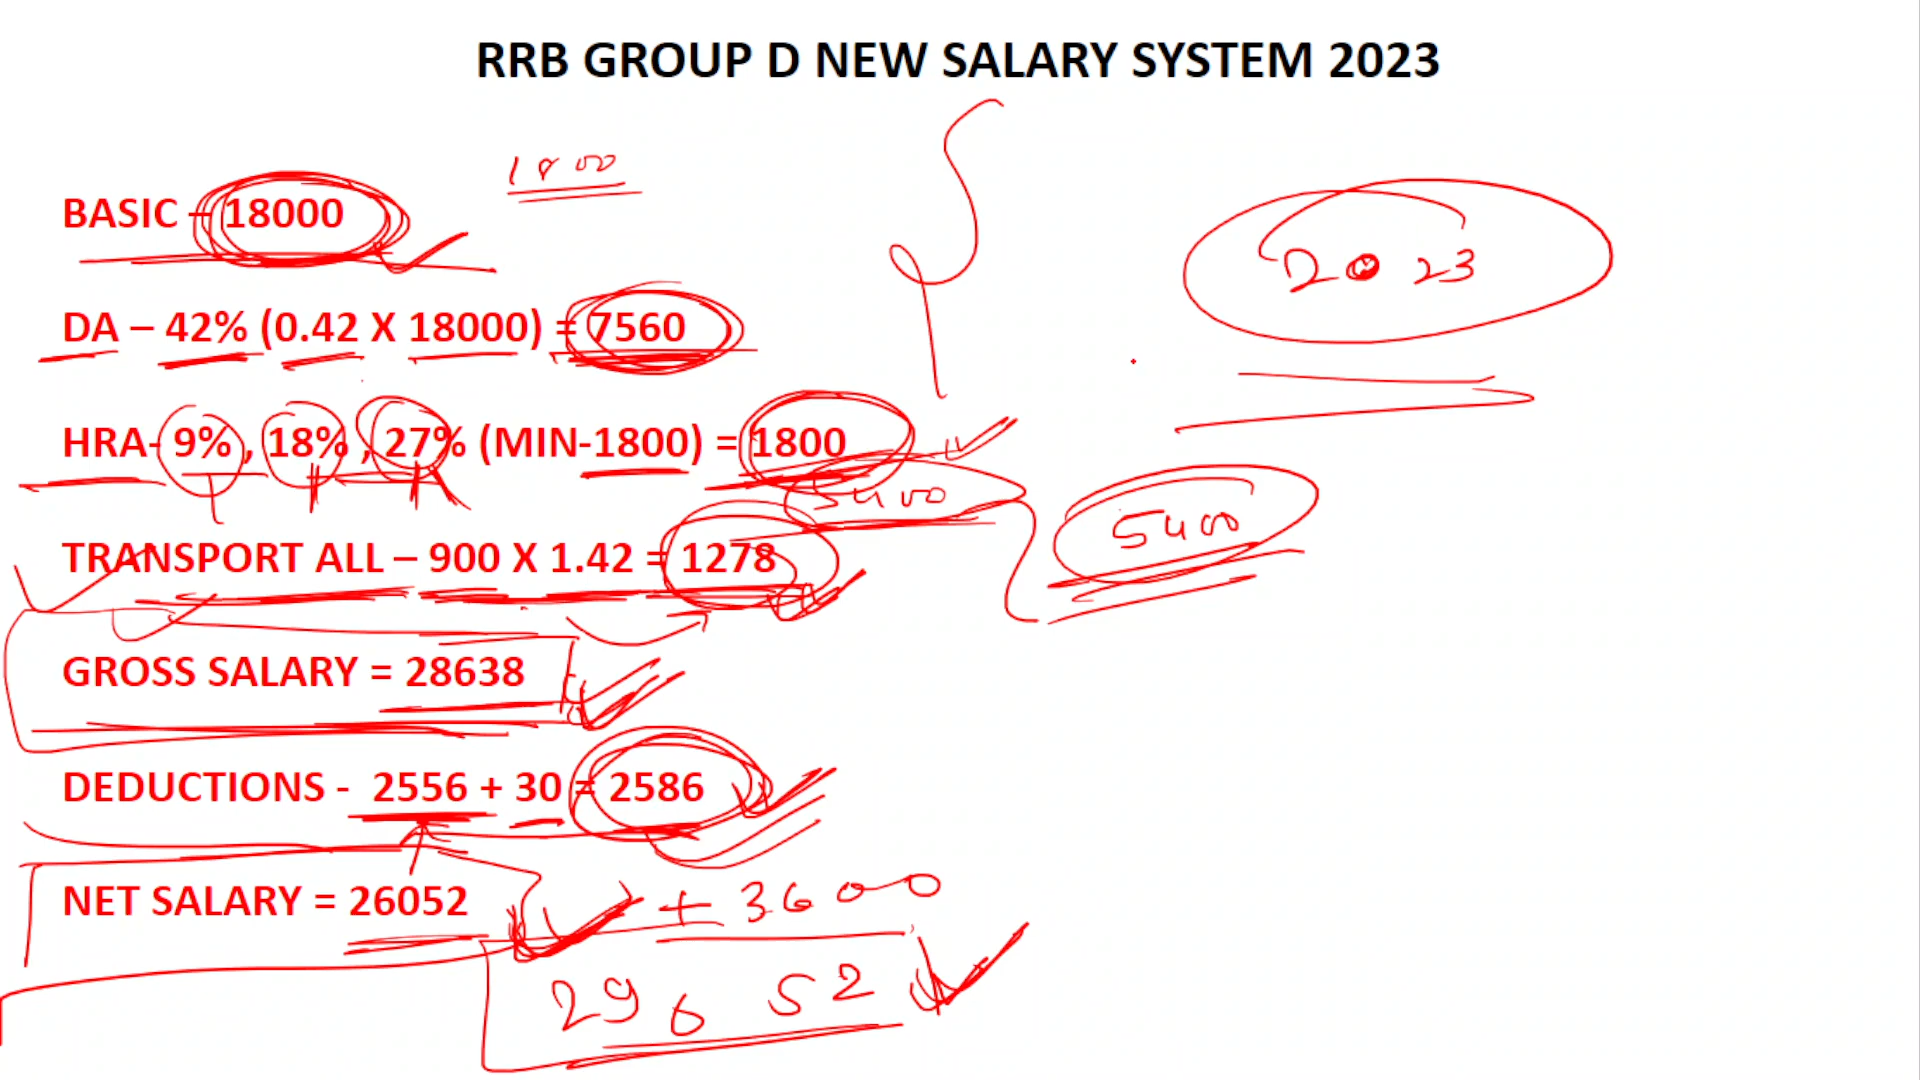 RRB GROUP D NEW SALARY SYSTEM 2023
1800
BASIC – 18000
2023
DA – 42% (0.42 X 18000) = 7560
HRA- 9% , 18% , 27% (MIN-1800) = 1800
5400
5400
TRANSPORT ALL – 900 X 1.42 = 1278
GROSS SALARY = 28638
DEDUCTIONS - 2556 + 30 = 2586
NET SALARY = 26052
+ 3600
29652